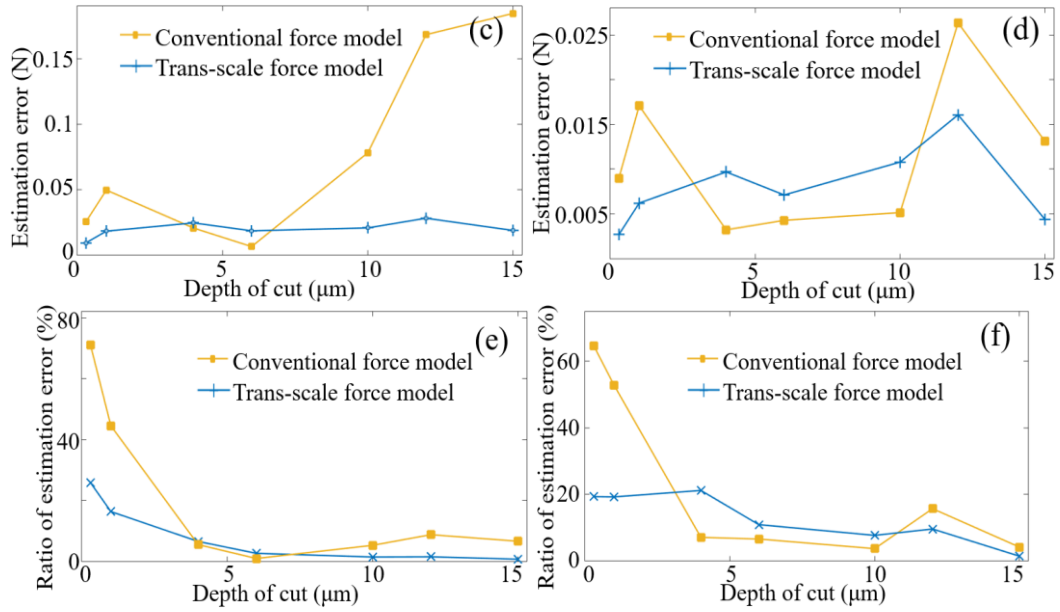 (c)
Conventional force model
Trans-scale force model
Estimation error (N)
0.15
0.1
0.05
0
0
5
10
15
Depth of cut (μm)
(d)
Conventional force model
Trans-scale force model
Estimation error (N)
0.025
0.015
0.005
0
5
10
15
Depth of cut (μm)
(e)
Conventional force model
Trans-scale force model
Ratio of estimation error (%)
80
40
0
0
5
10
15
Depth of cut (μm)
(f)
Conventional force model
Trans-scale force model
Ratio of estimation error (%)
60
40
20
0
0
5
10
15
Depth of cut (μm)